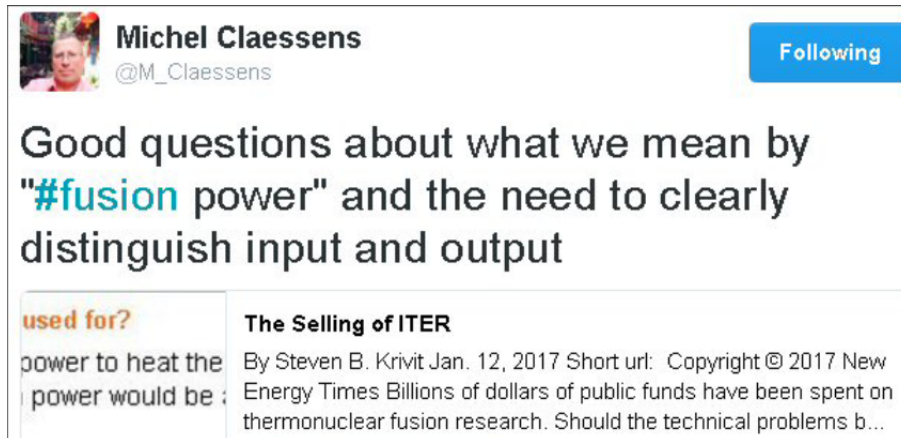 Michel Claessens
@M_Claessens
Following
Good questions about what we mean by
"#fusion power" and the need to clearly
distinguish input and output
used for?
power to heat the
power would be
The Selling of ITER
By Steven B. Krivit Jan. 12, 2017 Short url: Copyright © 2017 New
Energy Times Billions of dollars of public funds have been spent on
thermonuclear fusion research. Should the technical problems b...